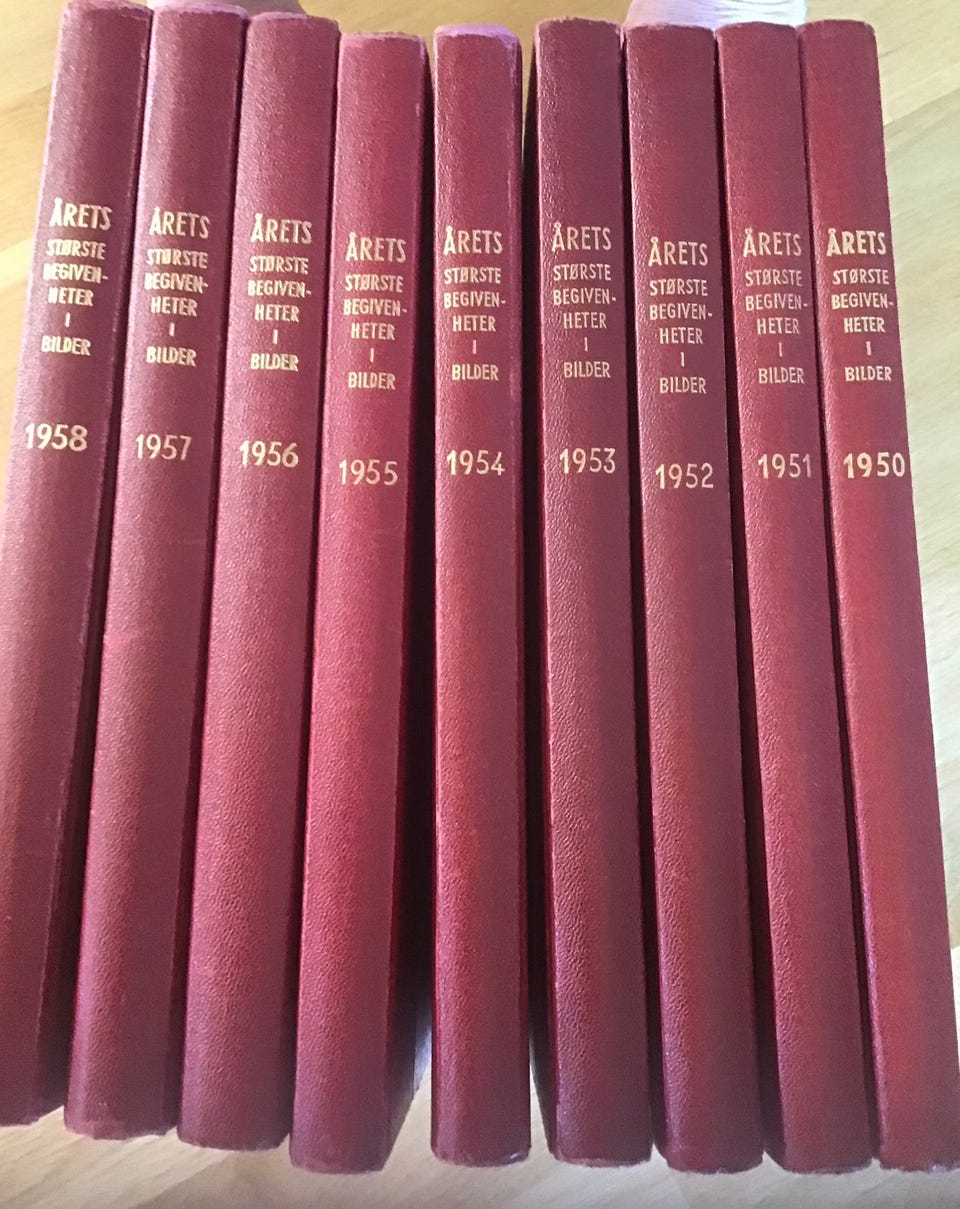 ÅRETS
STØRSTE
BEGIVEN-
HETER
I
BILDER
1958
ÅRETS
STØRSTE
BEGIVEN-
HETER
I
BILDER
1957
ÅRETS
STØRSTE
BEGIVEN-
HETER
I
BILDER
1956
ÅRETS
STØRSTE
BEGIVEN-
HETER
I
BILDER
1955
ÅRETS
STØRSTE
BEGIVEN-
HETER
I
BILDER
1954
ÅRETS
STØRSTE
BEGIVEN-
HETER
I
BILDER
1953
ÅRETS
STØRSTE
BEGIVEN-
HETER
I
BILDER
1952
ÅRETS
STØRSTE
BEGIVEN-
HETER
I
BILDER
1951
ÅRETS
STØRSTE
BEGIVEN-
HETER
I
BILDER
1950